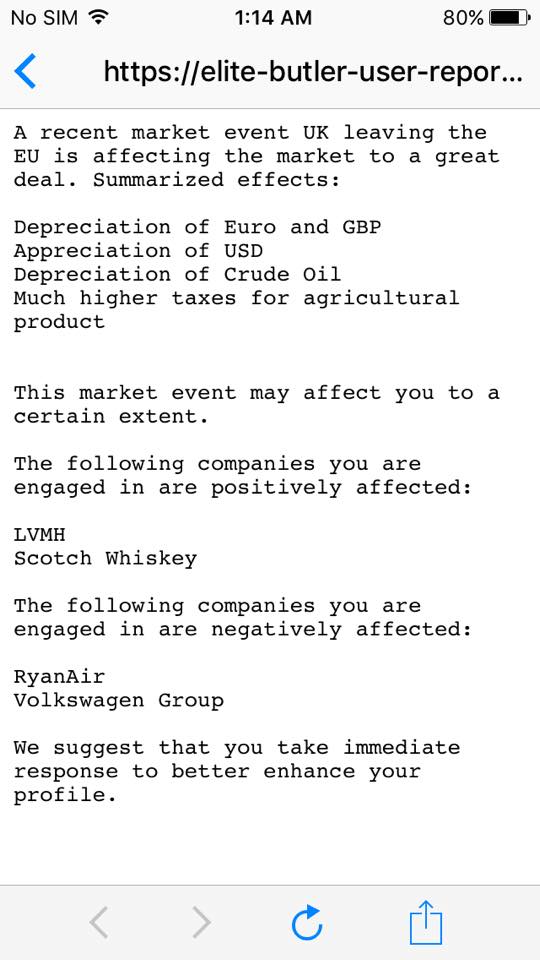 No SIM 1:14 AM 80%
https://elite-butler-user-repor...
A recent market event UK leaving the
EU is affecting the market to a great
deal. Summarized effects:
Depreciation of Euro and GBP
Appreciation of USD
Depreciation of Crude Oil
Much higher taxes for agricultural
product
This market event may affect you to a
certain extent.
The following companies you are
engaged in are positively affected:
LVMH
Scotch Whiskey
The following companies you are
engaged in are negatively affected:
RyanAir
Volkswagen Group
We suggest that you take immediate
response to better enhance your
profile.